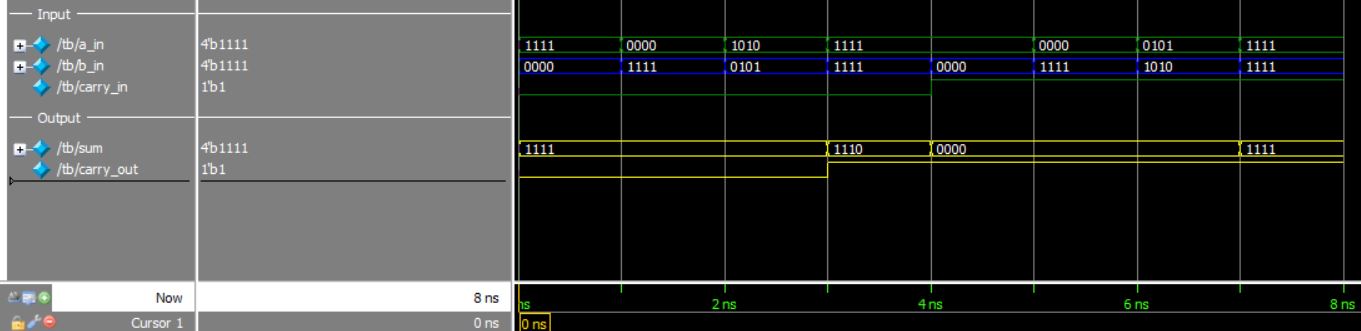 Input
/tb/a_in 4'b1111 1111 0000 1010 1111 0000 0101 1111
/tb/b_in 4'b1111 0000 1111 0101 1111 0000 1111 1010 1111
/tb/carry_in 1'b1
Output
/tb/sum 4'b1111 1111 1110 0000 1111
/tb/carry_out 1'b1
Now 8 ns ns 2 ns 4 ns 6 ns 8 ns
Cursor 1 0 ns 0 ns